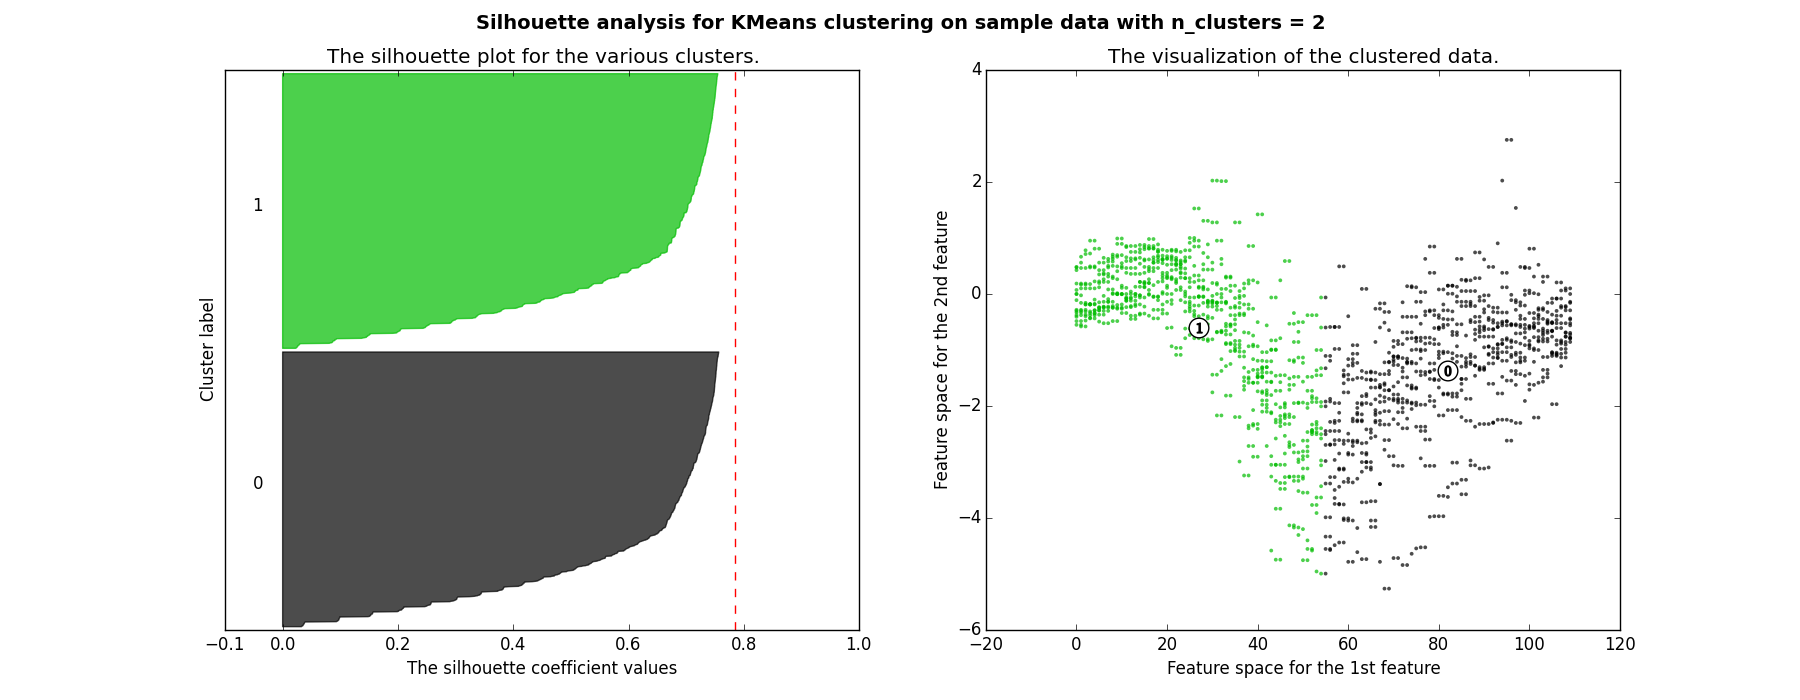 Silhouette analysis for KMeans clustering on sample data with n_clusters = 2
The silhouette plot for the various clusters.
Cluster label
1
0
−0.1 0.0 0.2 0.4 0.6 0.8 1.0
The silhouette coefficient values
The visualization of the clustered data.
Feature space for the 2nd feature
4
2
0
−2
−4
−6
1
0
−20 0 20 40 60 80 100 120
Feature space for the 1st feature